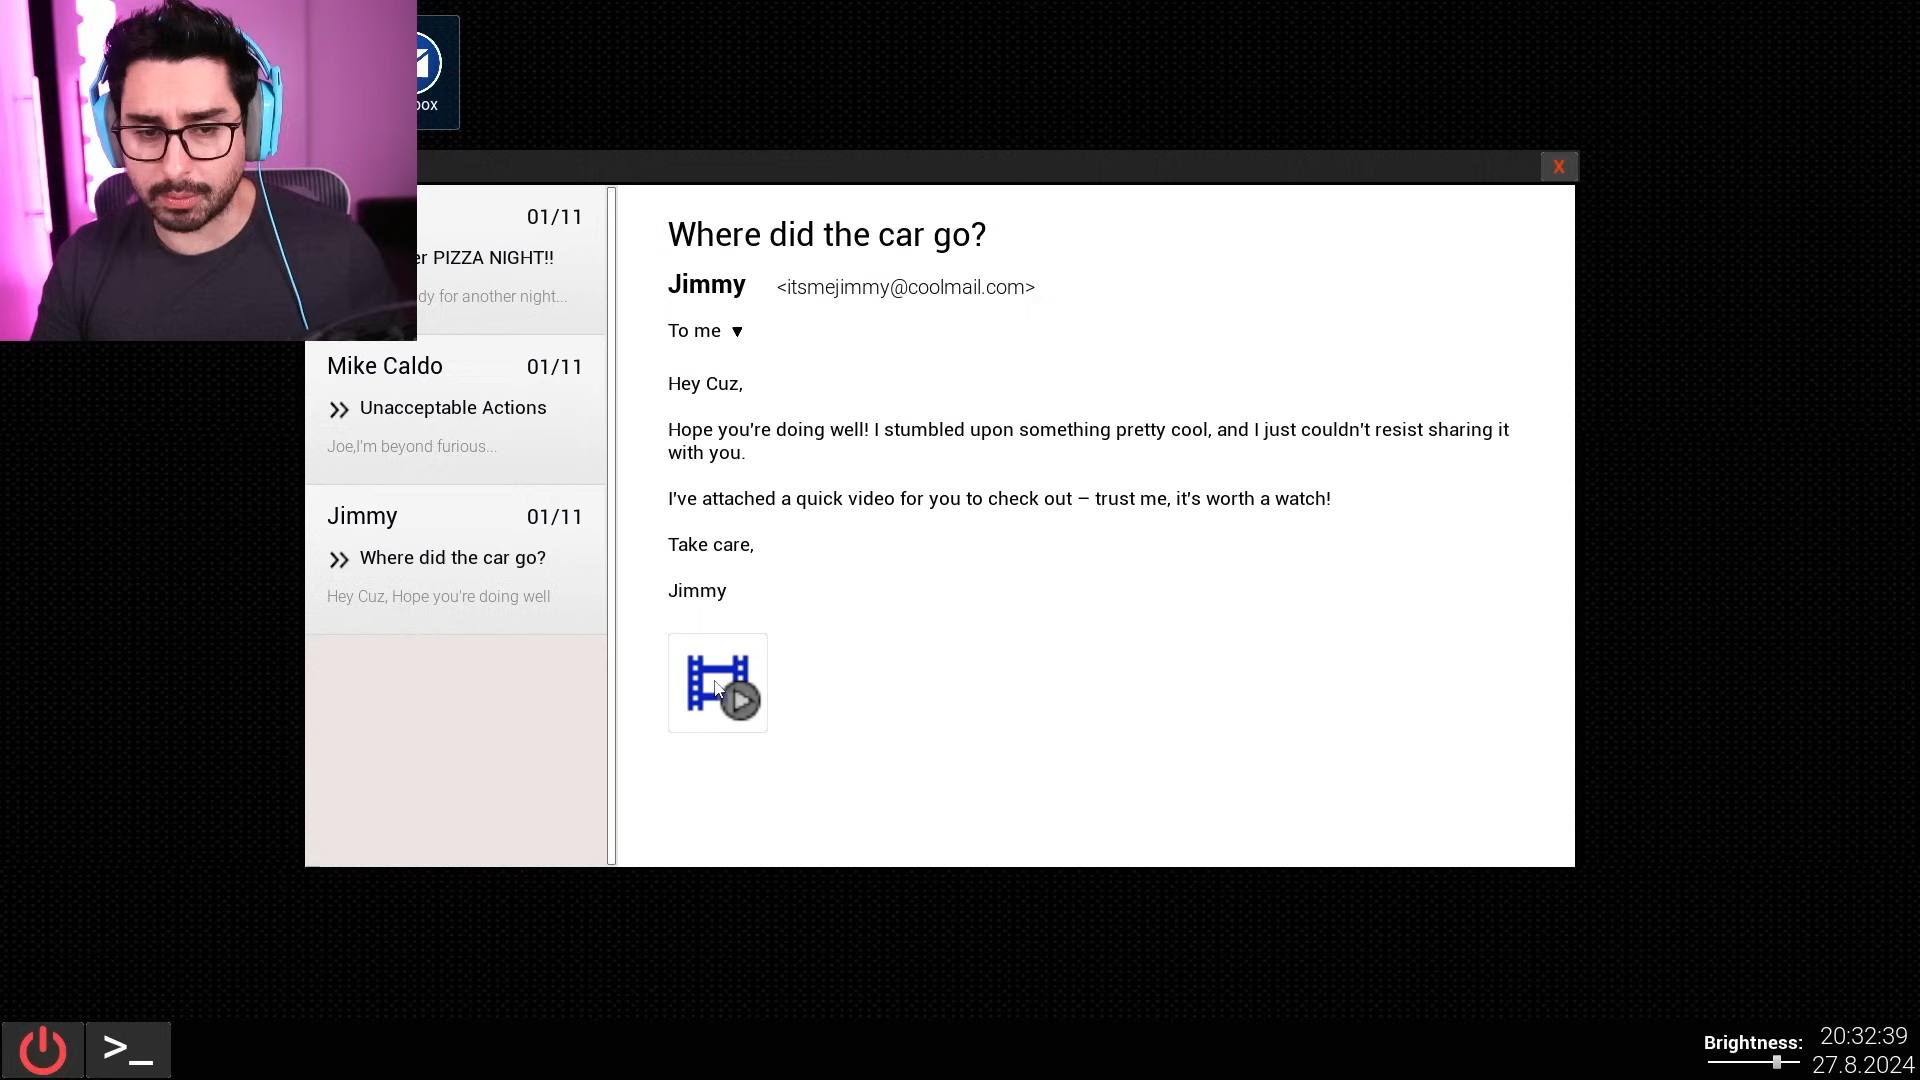 box
X
01/11
er PIZZA NIGHT!!
dy for another night...
Mike Caldo 01/11
Unacceptable Actions
Joe,I'm beyond furious...
Jimmy 01/11
Where did the car go?
Hey Cuz, Hope you're doing well
Where did the car go?
Jimmy <itsmejimmy@coolmail.com>
To me
Hey Cuz,
Hope you're doing well! I stumbled upon something pretty cool, and I just couldn't resist sharing it
with you.
I've attached a quick video for you to check out – trust me, it's worth a watch!
Take care,
Jimmy
>_
Brightness: 20:32:39
27.8.2024